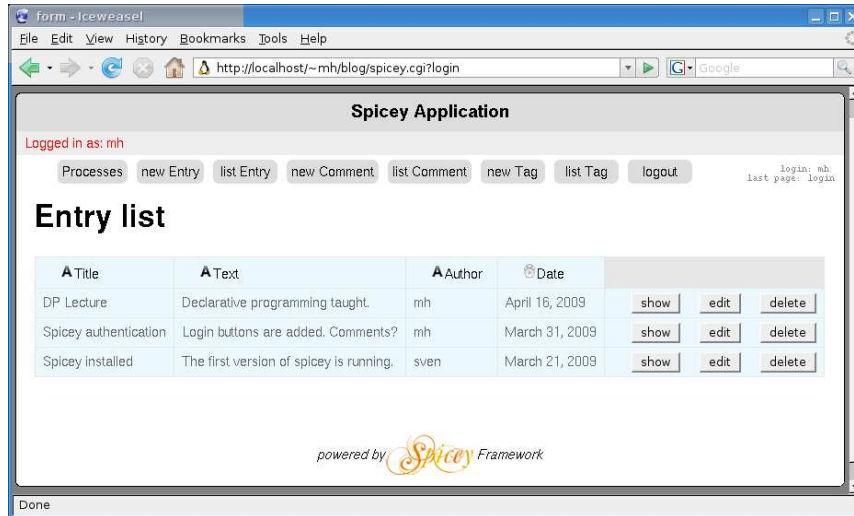 form - Iceweasel
File Edit View History Bookmarks Tools Help
http://localhost/~mh/blog/spicey.cgi?login G Google
Spicey Application
Logged in as: mh
Processes new Entry list Entry new Comment list Comment new Tag list Tag logout login: mh
last page: login
Entry list
A Title A Text A Author Date
DP Lecture Declarative programming taught. mh April 16, 2009 show edit delete
Spicey authentication Login buttons are added. Comments? mh March 31, 2009 show edit delete
Spicey installed The first version of spicey is running. sven March 21, 2009 show edit delete
powered by Spicey Framework
Done